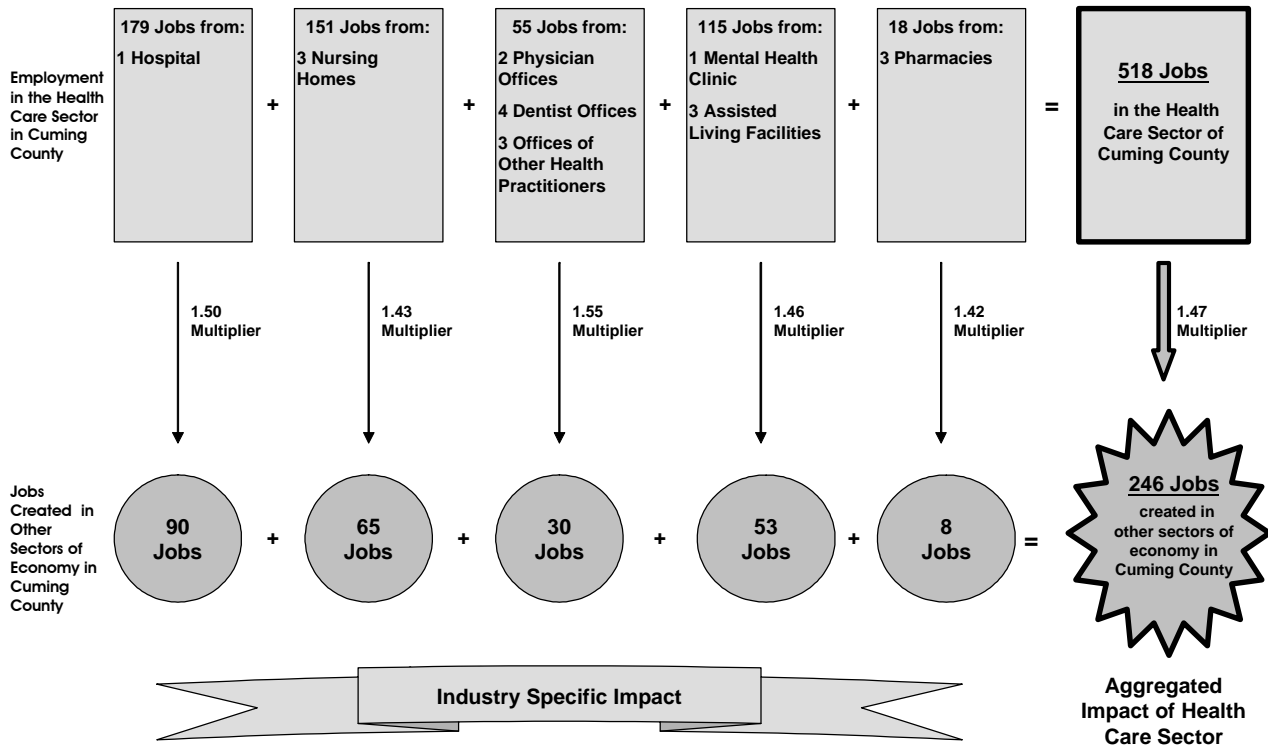 Employment
in the Health
Care Sector
in Cuming
County
179 Jobs from:
1 Hospital
+
151 Jobs from:
3 Nursing
Homes
+
55 Jobs from:
2 Physician
Offices
4 Dentist Offices
3 Offices of
Other Health
Practitioners
+
115 Jobs from:
1 Mental Health
Clinic
3 Assisted
Living Facilities
+
18 Jobs from:
3 Pharmacies
=
518 Jobs
in the Health
Care Sector of
Cuming County
1.50
Multiplier
1.43
Multiplier
1.55
Multiplier
1.46
Multiplier
1.42
Multiplier
1.47
Multiplier
Jobs
Created in
Other
Sectors of
Economy in
Cuming
County
90
Jobs
+
65
Jobs
+
30
Jobs
+
53
Jobs
+
8
Jobs
=
246 Jobs
created in
other sectors of
economy in
Cuming County
Industry Specific Impact
Aggregated
Impact of Health
Care Sector